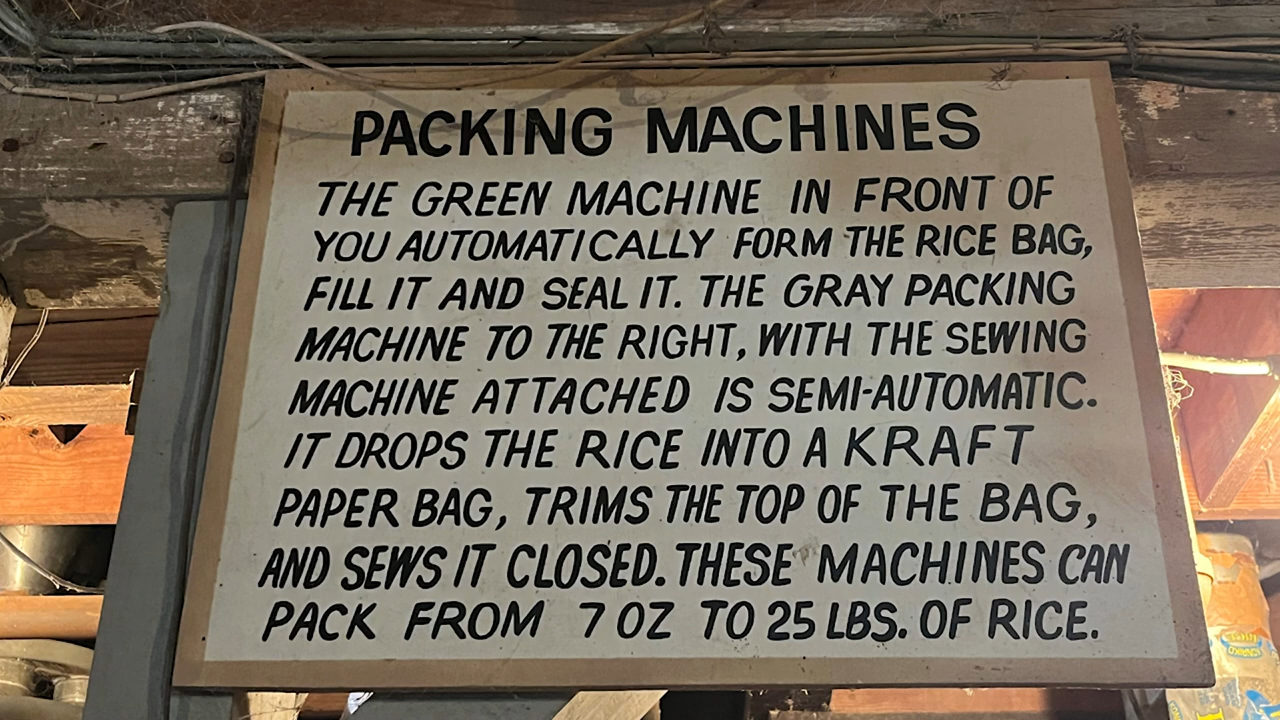 PACKING MACHINES
THE GREEN MACHINE IN FRONT OF
YOU AUTOMATICALLY FORM THE RICE BAG,
FILL IT AND SEAL IT. THE GRAY PACKING
MACHINE TO THE RIGHT, WITH THE SEWING
MACHINE ATTACHED IS SEMI-AUTOMATIC.
IT DROPS THE RICE INTO A KRAFT
PAPER BAG, TRIMS THE TOP OF THE BAG,
AND SEWS IT CLOSED. THESE MACHINES CAN
PACK FROM 7 OZ TO 25 LBS. OF RICE.